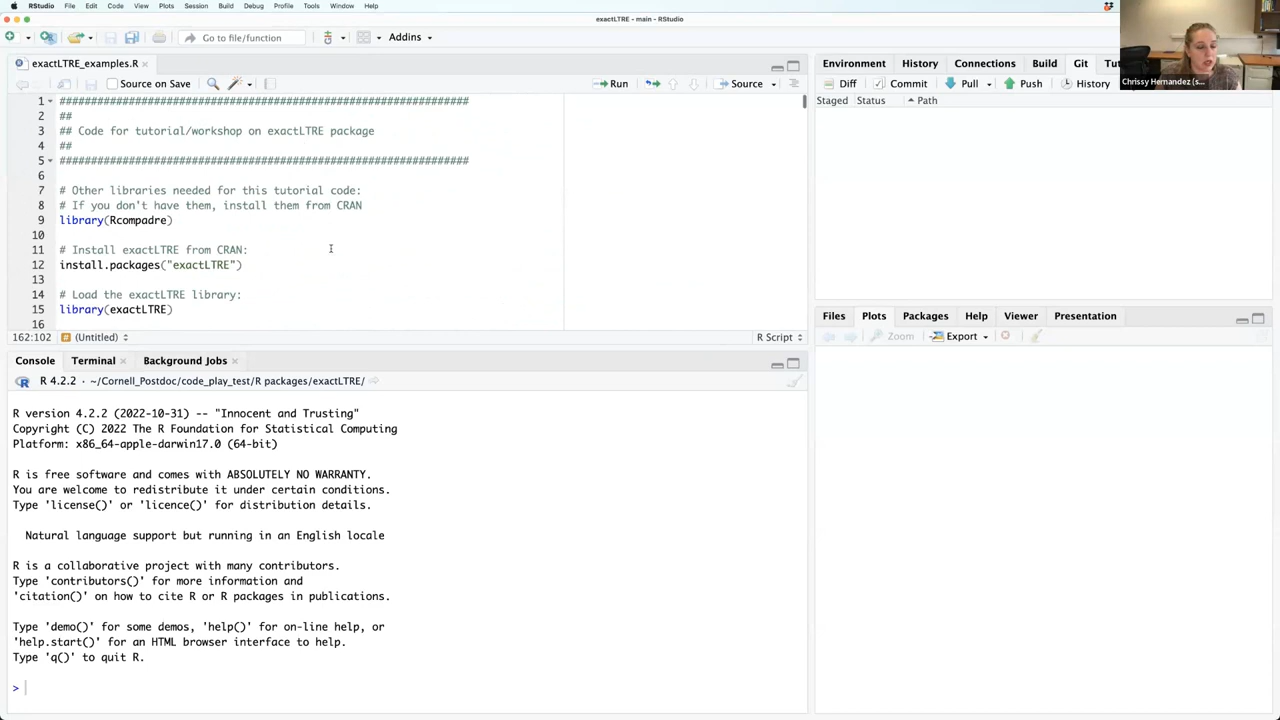 RStudio File Edit Code View Plots Session Build Debug Profile Tools Window Help
exactLTRE - main - RStudio
Go to file/function Addins
exactLTRE_examples.R
Source on Save Run Source
1 ################################################################
2 ##
3 ## Code for tutorial/workshop on exactLTRE package
4 ##
5 ################################################################
6
7 # Other libraries needed for this tutorial code:
8 # If you don't have them, install them from CRAN
9 library(Rcompadre)
10
11 # Install exactLTRE from CRAN:
12 install.packages("exactLTRE")
13
14 # Load the exactLTRE library:
15 library(exactLTRE)
16
162:102 # (Untitled) R Script
Console Terminal Background Jobs
R 4.2.2 · ~/Cornell_Postdoc/code_play_test/R packages/exactLTRE/
R version 4.2.2 (2022-10-31) -- "Innocent and Trusting"
Copyright (C) 2022 The R Foundation for Statistical Computing
Platform: x86_64-apple-darwin17.0 (64-bit)
R is free software and comes with ABSOLUTELY NO WARRANTY.
You are welcome to redistribute it under certain conditions.
Type 'license()' or 'licence()' for distribution details.
Natural language support but running in an English locale
R is a collaborative project with many contributors.
Type 'contributors()' for more information and
'citation()' on how to cite R or R packages in publications.
Type 'demo()' for some demos, 'help()' for on-line help, or
'help.start()' for an HTML browser interface to help.
Type 'q()' to quit R.
>
Environment History Connections Build Git Tut
Diff Commit Pull Push History
Staged Status Path
Files Plots Packages Help Viewer Presentation
Zoom Export
Chrissy Hernandez (s...